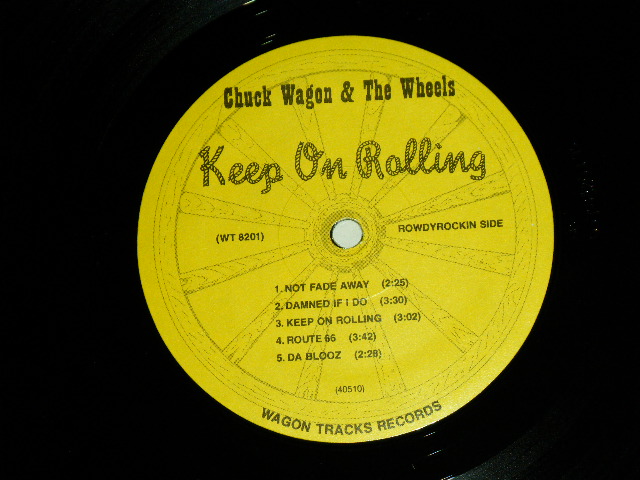 Chuck Wagon & The Wheels
Keep On Rolling
(WT 8201)
ROWDYROCKIN SIDE
1. NOT FADE AWAY (2:25)
2. DAMNED IF I DO (3:30)
3. KEEP ON ROLLING (3:02)
4. ROUTE 66 (3:42)
5. DA BLOOZ (2:28)
(40510)
WAGON TRACKS RECORDS